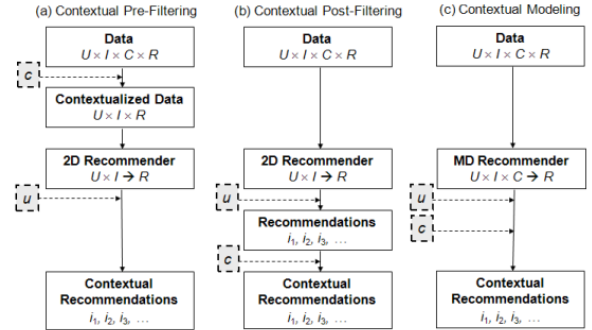 (a) Contextual Pre-Filtering
Data
U × I × C × R
c
Contextualized Data
U × I × R
2D Recommender
U × I → R
u
Contextual
Recommendations
i1, i2, i3, ...
(b) Contextual Post-Filtering
Data
U × I × C × R
2D Recommender
U × I → R
u
Recommendations
i1, i2, i3, ...
c
Contextual
Recommendations
i1, i2, i3, ...
(c) Contextual Modeling
Data
U × I × C × R
MD Recommender
U × I × C → R
u
c
Contextual
Recommendations
i1, i2, i3, ...